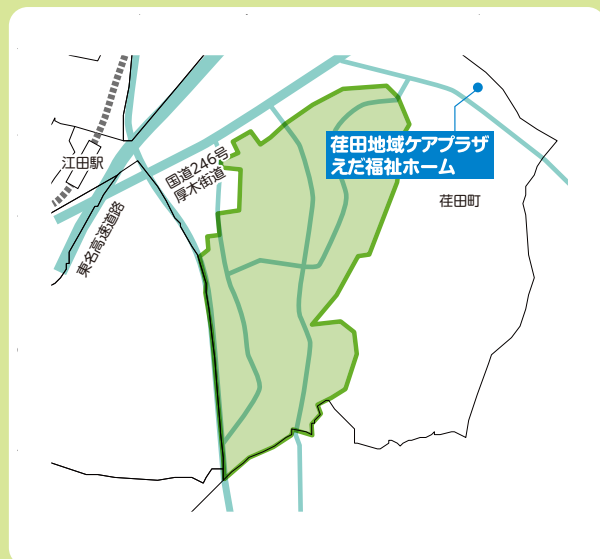 荏田地域ケアプラザ
えだ福祉ホーム
江田駅
国道246号
厚木街道
荏田町
東名高速道路